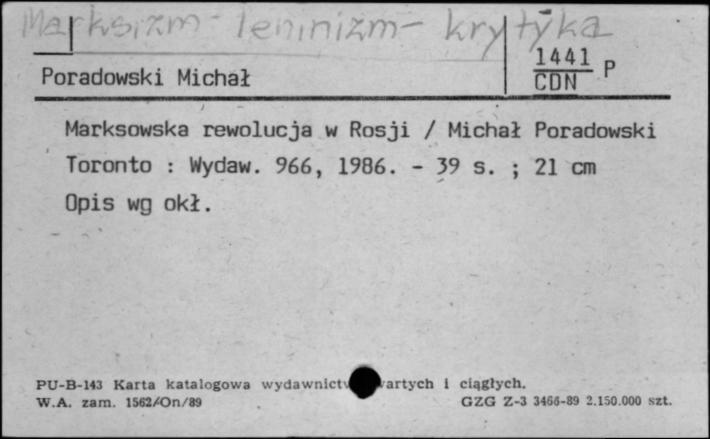 Marksizm - leninizm - krytyka
1441 P
CDN
Poradowski Michał
Marksowska rewolucja w Rosji / Michał Poradowski
Toronto : Wydaw. 966, 1986. - 39 s. ; 21 cm
Opis wg okł.
PU-B-143 Karta katalogowa wydawnictw artych i ciągłych.
W.A. zam. 1562/On/89 GZG Z-3 3466-89 2.150.000 szt.